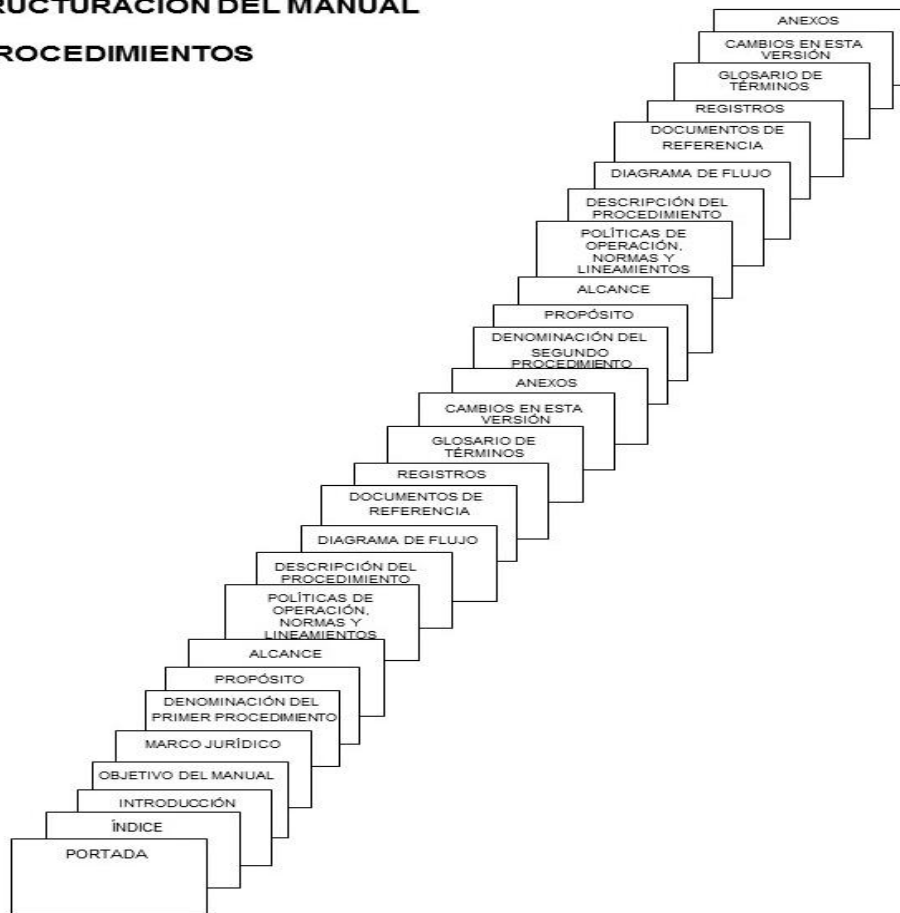 RUCTURACIÓN DEL MANUAL
ROCEDIMIENTOS
ANEXOS
CAMBIOS EN ESTA
VERSIÓN
GLOSARIO DE
TÉRMINOS
REGISTROS
DOCUMENTOS DE
REFERENCIA
DIAGRAMA DE FLUJO
DESCRIPCIÓN DEL
PROCEDIMIENTO
POLÍTICAS DE
OPERACIÓN,
NORMAS Y
LINEAMIENTOS
ALCANCE
PROPÓSITO
DENOMINACIÓN DEL
SEGUNDO
PROCEDIMIENTO
ANEXOS
CAMBIOS EN ESTA
VERSIÓN
GLOSARIO DE
TÉRMINOS
REGISTROS
DOCUMENTOS DE
REFERENCIA
DIAGRAMA DE FLUJO
DESCRIPCIÓN DEL
PROCEDIMIENTO
POLÍTICAS DE
OPERACIÓN,
NORMAS Y
LINEAMIENTOS
ALCANCE
PROPÓSITO
DENOMINACIÓN DEL
PRIMER PROCEDIMIENTO
MARCO JURÍDICO
OBJETIVO DEL MANUAL
INTRODUCCIÓN
ÍNDICE
PORTADA